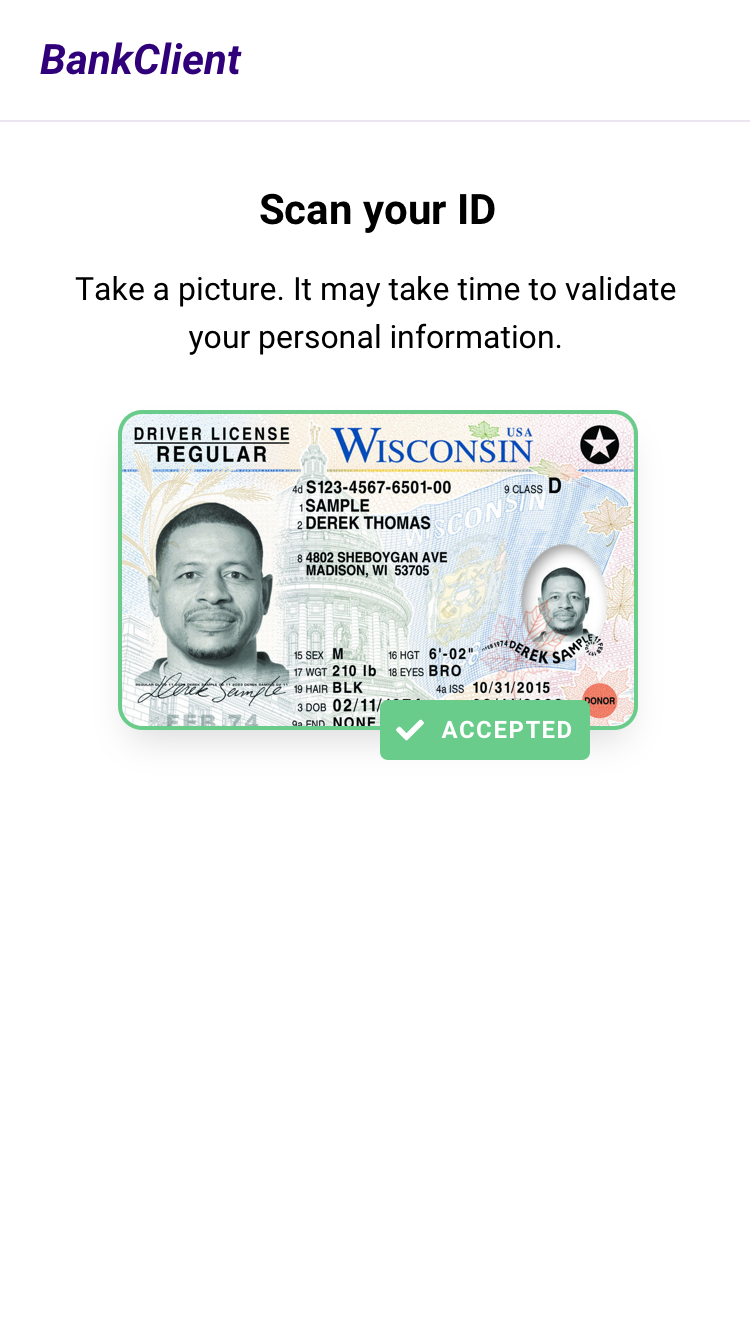 BankClient
Scan your ID
Take a picture. It may take time to validate
your personal information.
DRIVER LICENSE
REGULAR
WISCONSIN USA
4d S123-4567-6501-00
9 CLASS D
1 SAMPLE
2 DEREK THOMAS
WISCONSIN
8 4802 SHEBOYGAN AVE
MADISON, WI 53705
15 SEX M 16 HGT 6'-02"
DEREK SAMPLE
17 WGT 210 lb 18 EYES BRO
19 HAIR BLK 4a ISS 10/31/2015
Derek Sample
3 DOB 02/11/
DONOR
FEB 74
9a END NONE
ACCEPTED